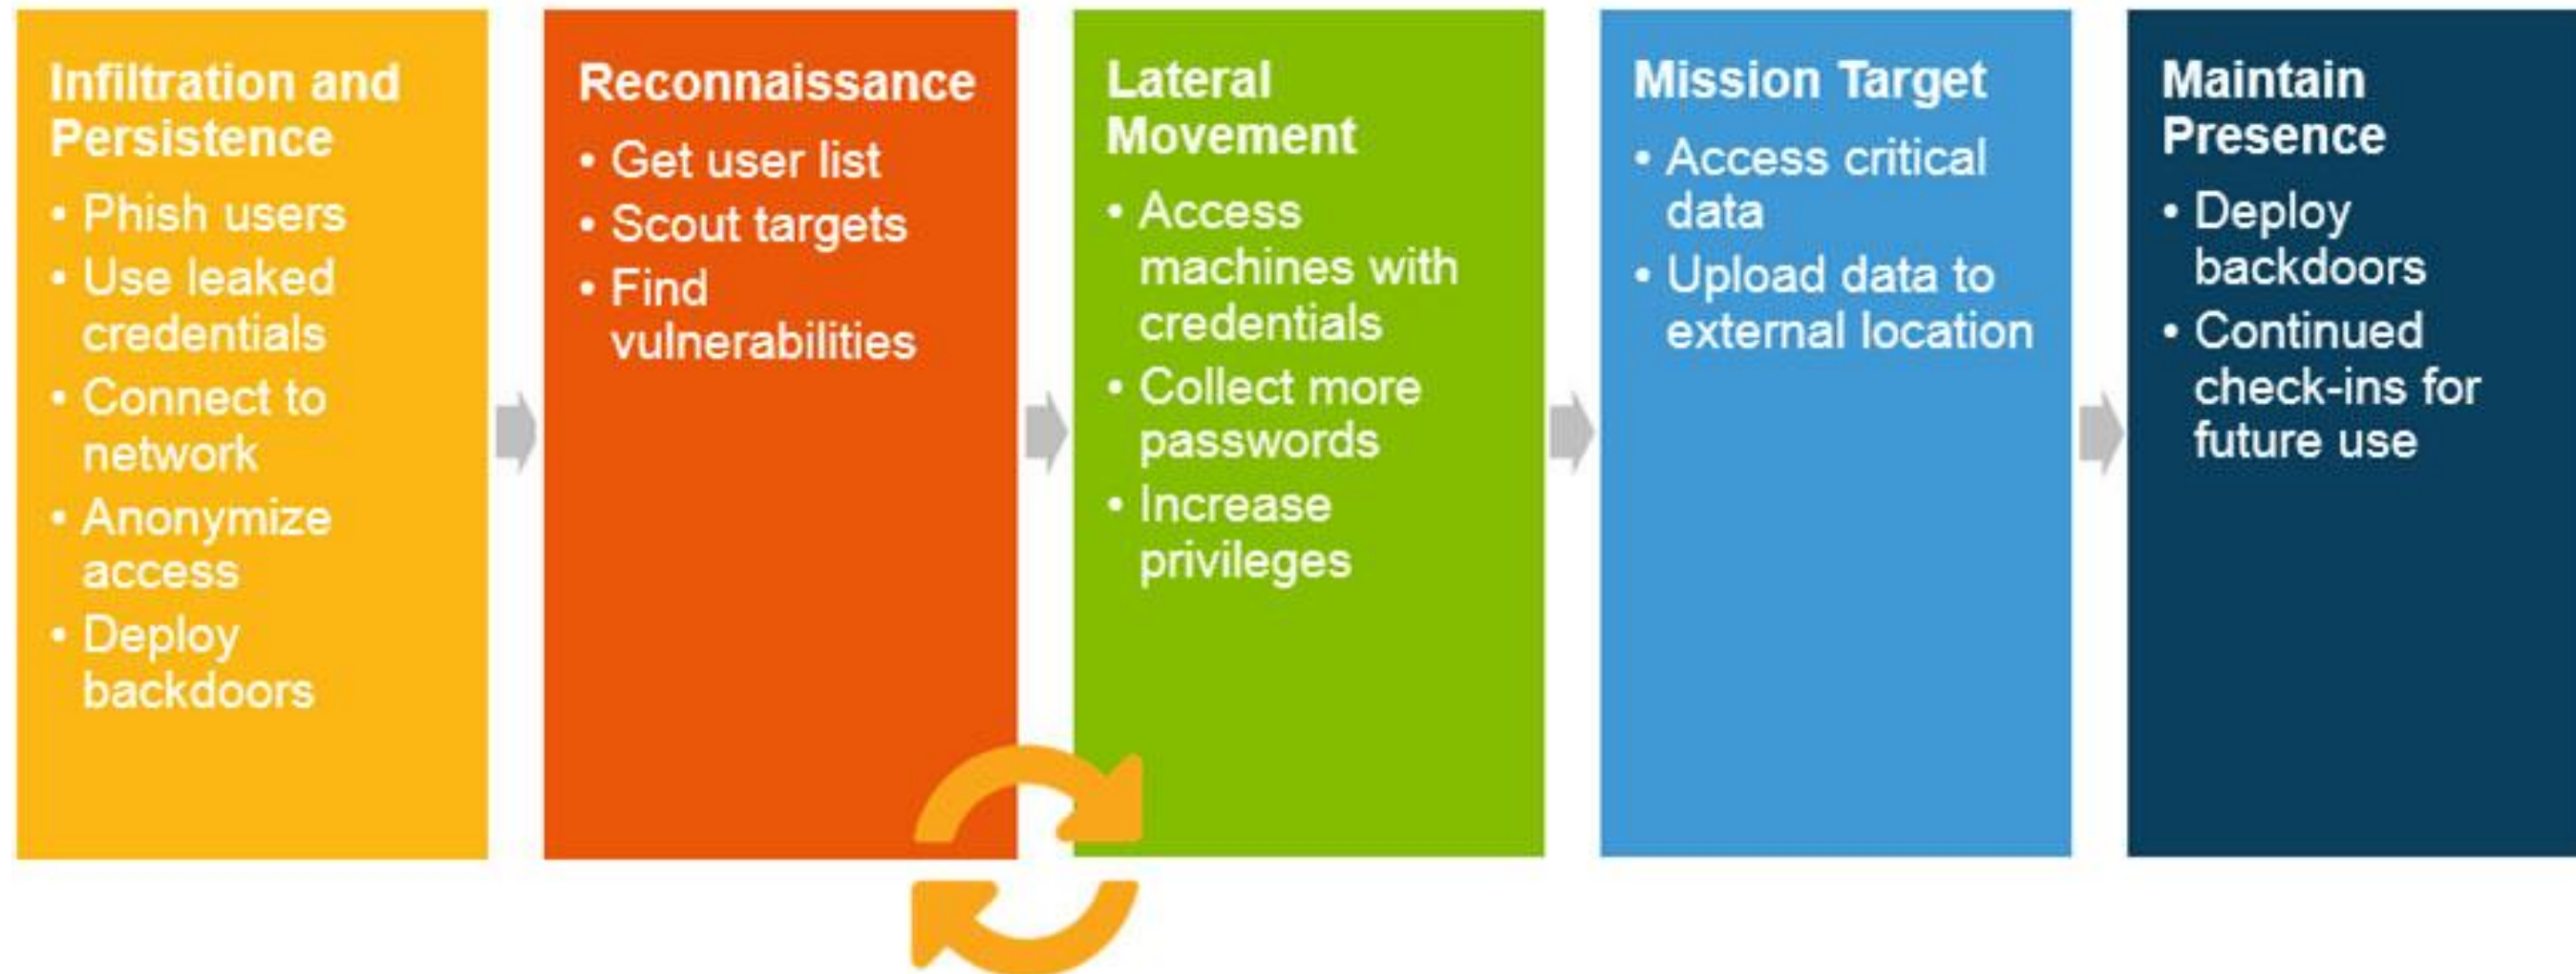 Infiltration and
Persistence
• Phish users
• Use leaked
credentials
• Connect to
network
• Anonymize
access
• Deploy
backdoors
Reconnaissance
• Get user list
• Scout targets
• Find
vulnerabilities
Lateral
Movement
• Access
machines with
credentials
• Collect more
passwords
• Increase
privileges
Mission Target
• Access critical
data
• Upload data to
external location
Maintain
Presence
• Deploy
backdoors
• Continued
check-ins for
future use